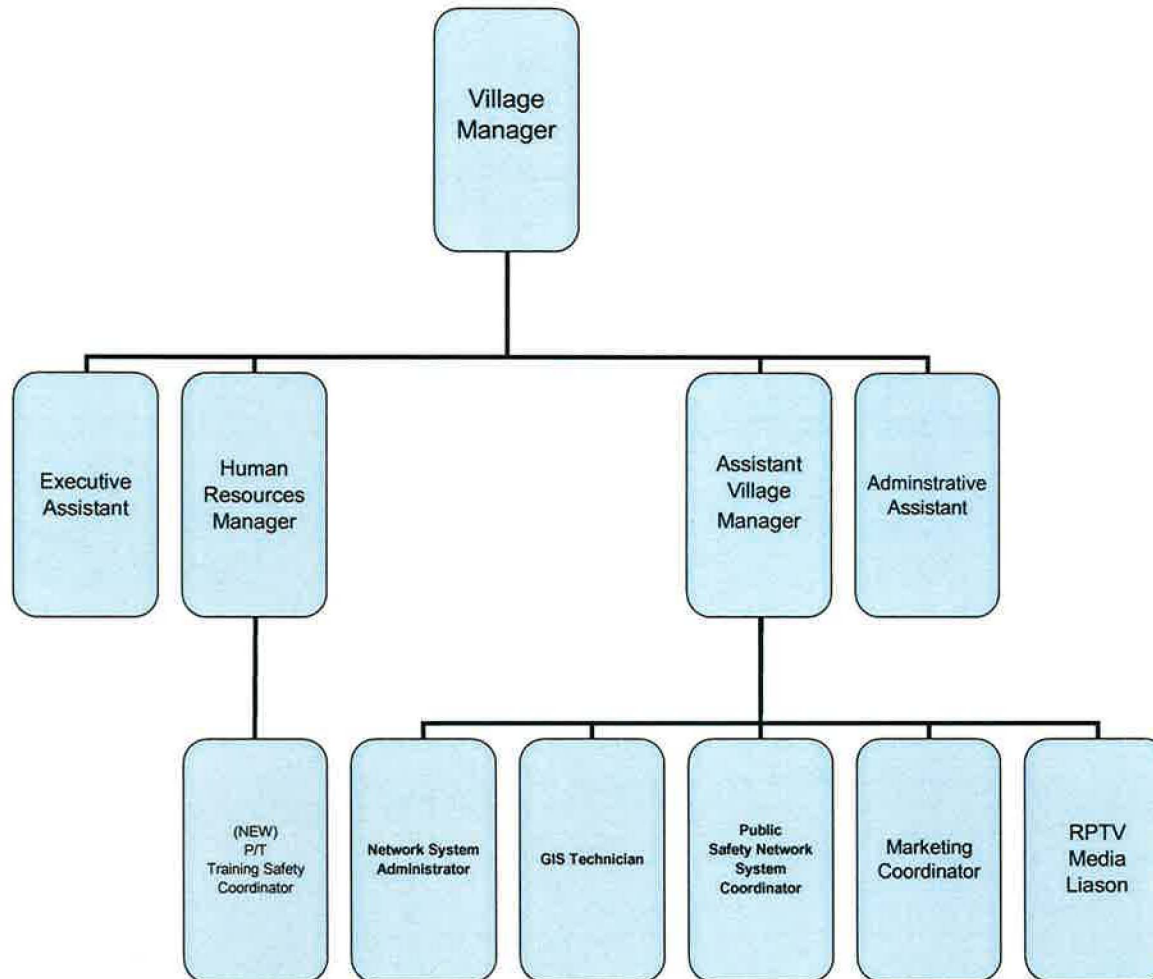 Village
Manager
Executive
Assistant
Human
Resources
Manager
Assistant
Village
Manager
Adminstrative
Assistant
(NEW)
P/T
Training Safety
Coordinator
Network System
Administrator
GIS Technician
Public
Safety Network
System
Coordinator
Marketing
Coordinator
RPTV
Media
Liason